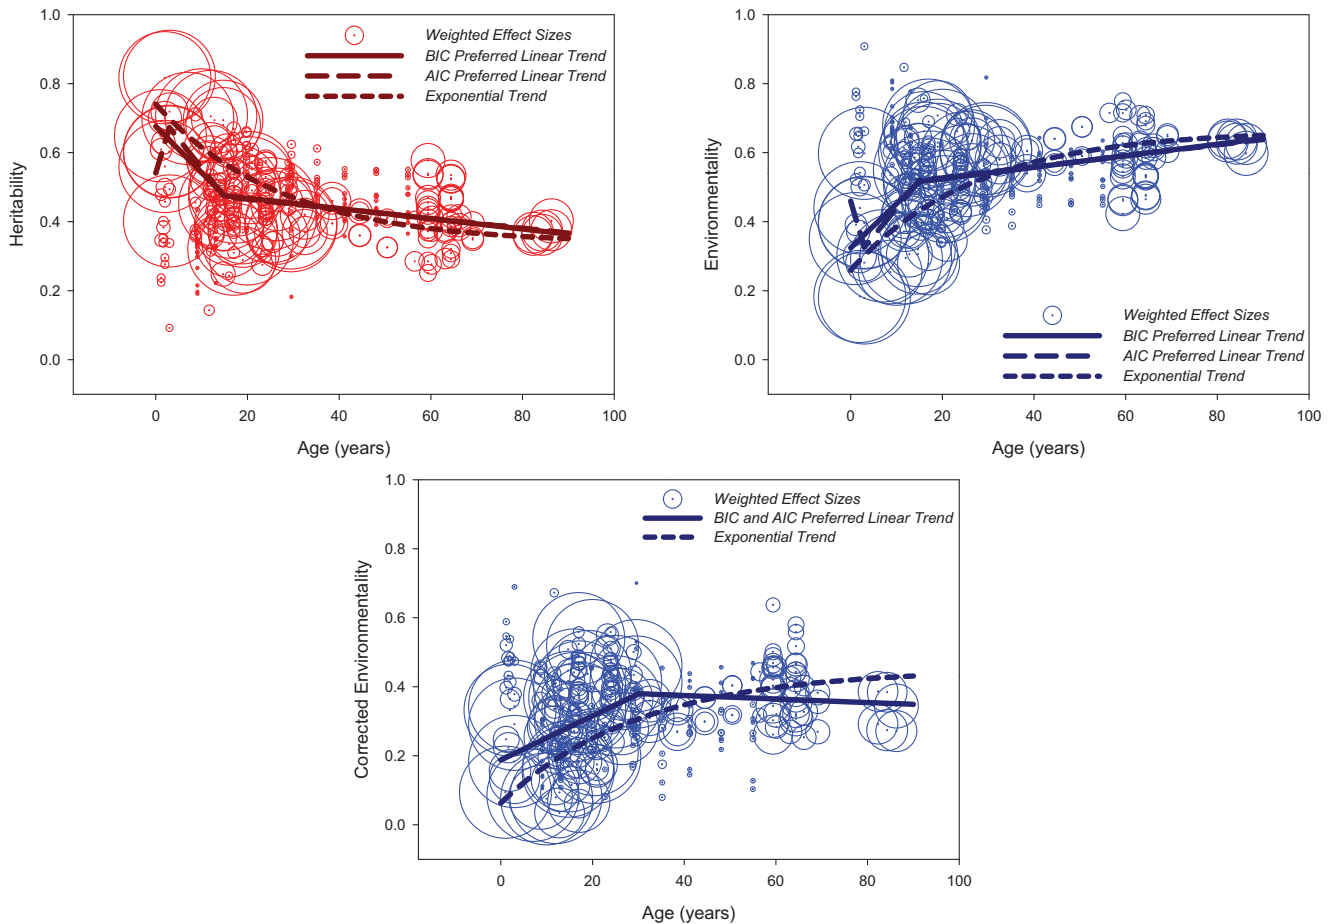 1.0
0.8
0.6
0.4
0.2
0.0
Heritability
Weighted Effect Sizes
BIC Preferred Linear Trend
AIC Preferred Linear Trend
Exponential Trend
0 20 40 60 80 100
Age (years)
1.0
0.8
0.6
0.4
0.2
0.0
Environmentality
Weighted Effect Sizes
BIC Preferred Linear Trend
AIC Preferred Linear Trend
Exponential Trend
0 20 40 60 80 100
Age (years)
1.0
0.8
0.6
0.4
0.2
0.0
Corrected Environmentality
Weighted Effect Sizes
BIC and AIC Preferred Linear Trend
Exponential Trend
0 20 40 60 80 100
Age (years)